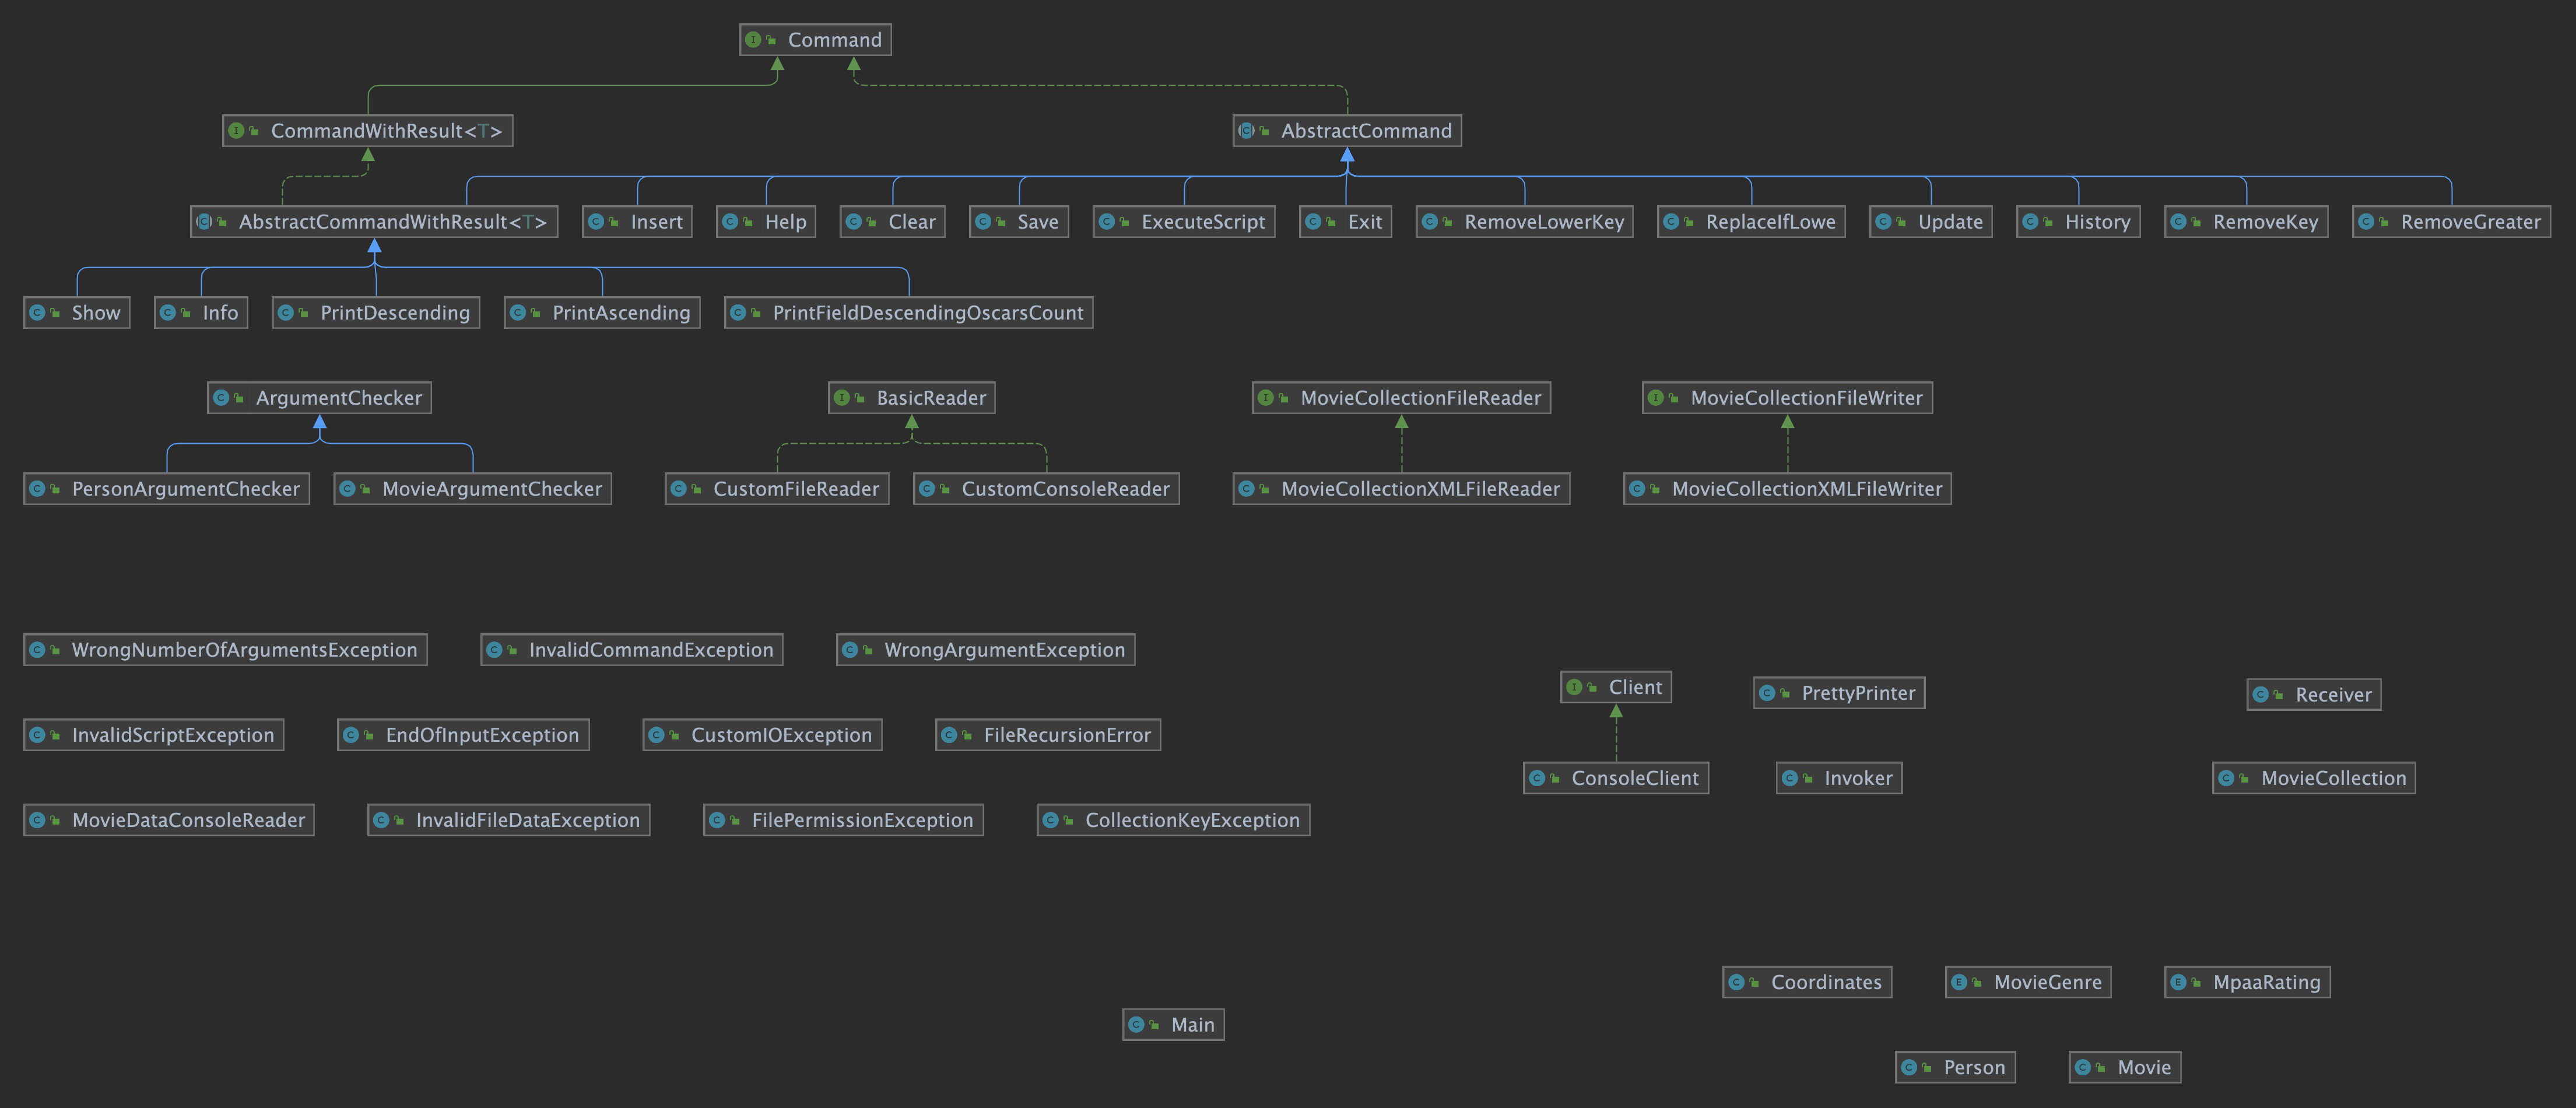 Command
CommandWithResult<T>
AbstractCommand
AbstractCommandWithResult<T>
Insert
Help
Clear
Save
ExecuteScript
Exit
RemoveLowerKey
ReplaceIfLowe
Update
History
RemoveKey
RemoveGreater
Show
Info
PrintDescending
PrintAscending
PrintFieldDescendingOscarsCount
ArgumentChecker
BasicReader
MovieCollectionFileReader
MovieCollectionFileWriter
PersonArgumentChecker
MovieArgumentChecker
CustomFileReader
CustomConsoleReader
MovieCollectionXMLFileReader
MovieCollectionXMLFileWriter
WrongNumberOfArgumentsException
InvalidCommandException
WrongArgumentException
Client
PrettyPrinter
Receiver
InvalidScriptException
EndOfInputException
CustomIOException
FileRecursionError
ConsoleClient
Invoker
MovieCollection
MovieDataConsoleReader
InvalidFileDataException
FilePermissionException
CollectionKeyException
Coordinates
MovieGenre
MpaaRating
Main
Person
Movie